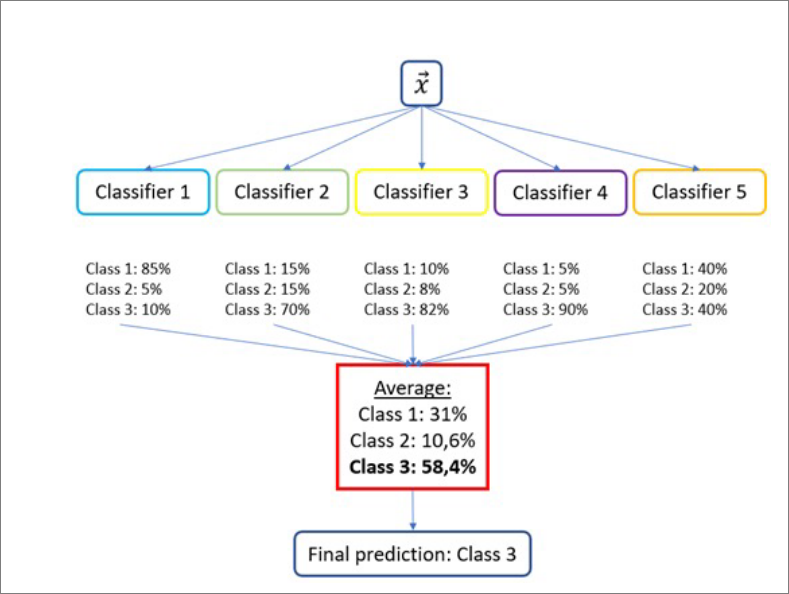 x⃗
Classifier 1
Classifier 2
Classifier 3
Classifier 4
Classifier 5
Class 1: 85%
Class 2: 5%
Class 3: 10%
Class 1: 15%
Class 2: 15%
Class 3: 70%
Class 1: 10%
Class 2: 8%
Class 3: 82%
Class 1: 5%
Class 2: 5%
Class 3: 90%
Class 1: 40%
Class 2: 20%
Class 3: 40%
Average:
Class 1: 31%
Class 2: 10,6%
Class 3: 58,4%
Final prediction: Class 3